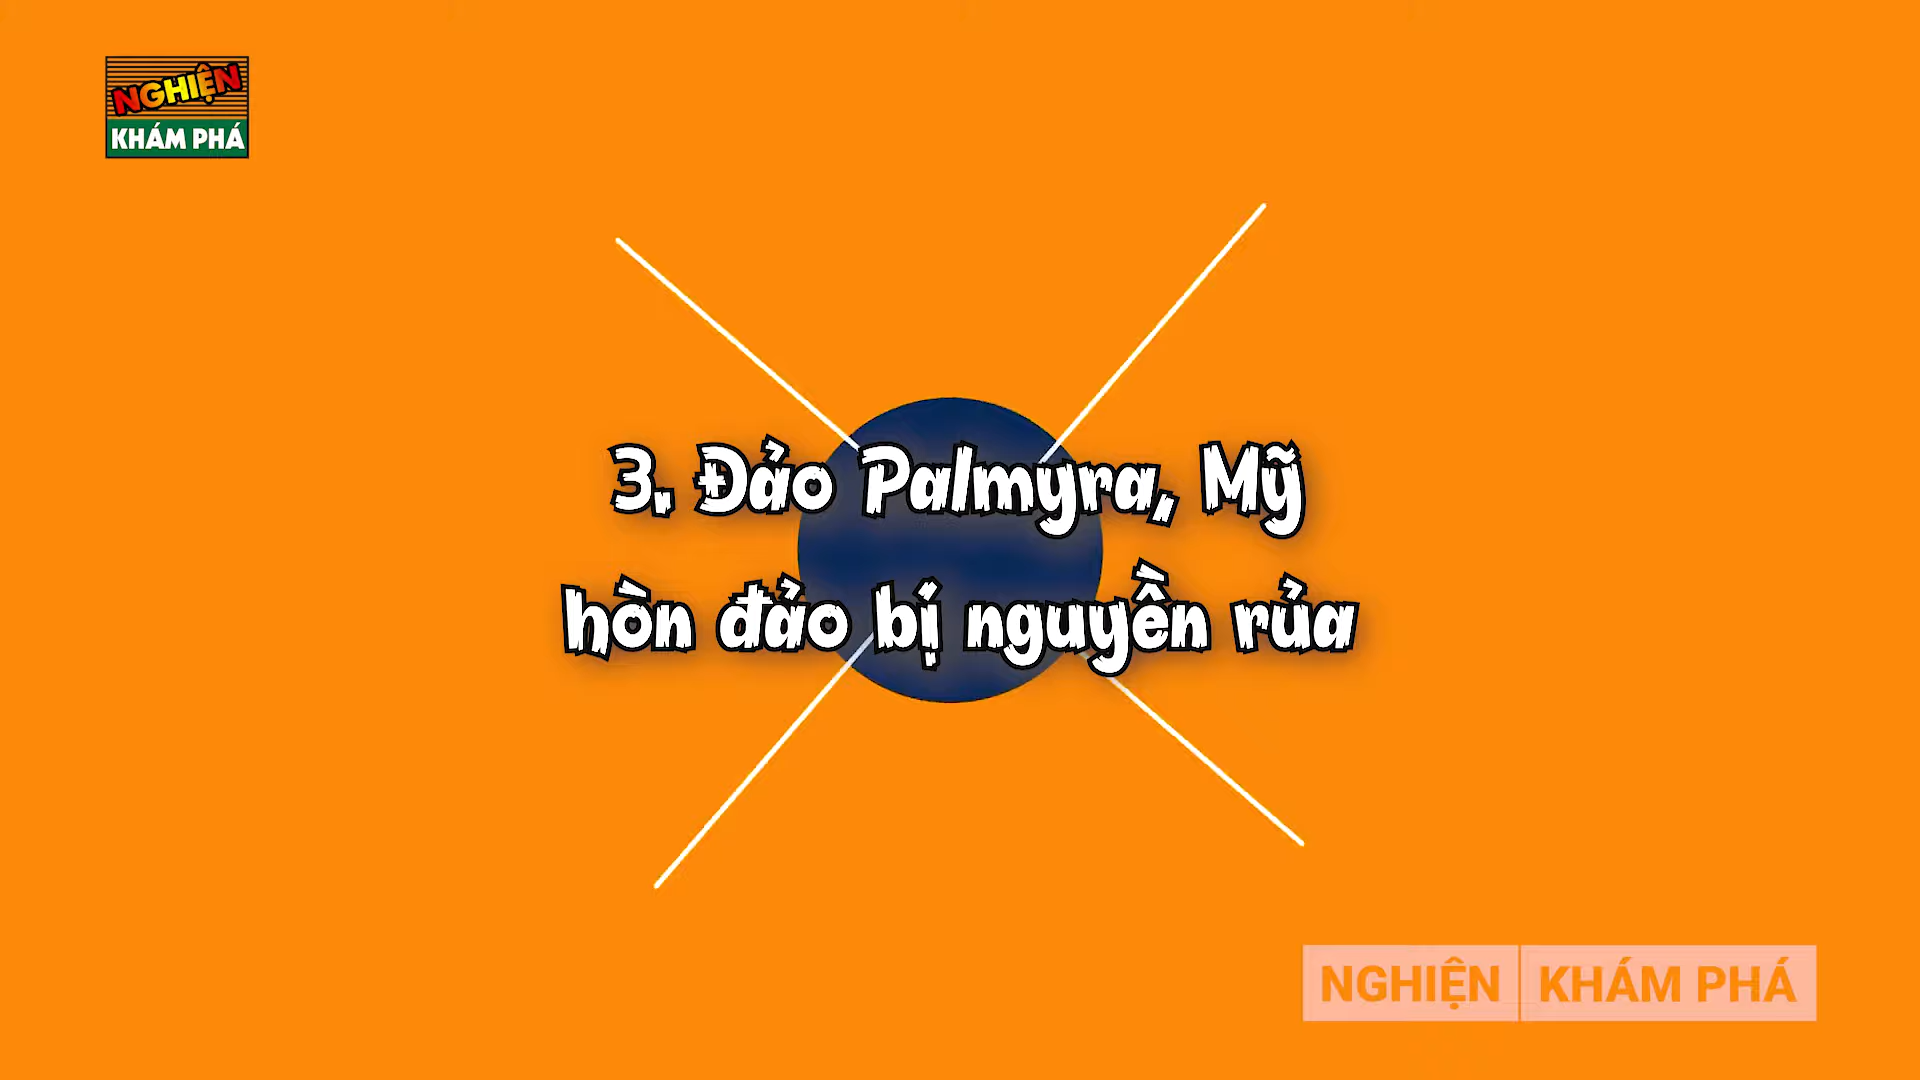 NGHIỆN
KHÁM PHÁ
3. Đảo Palmyra, Mỹ
hòn đảo bị nguyền rủa
NGHIỆN KHÁM PHÁ